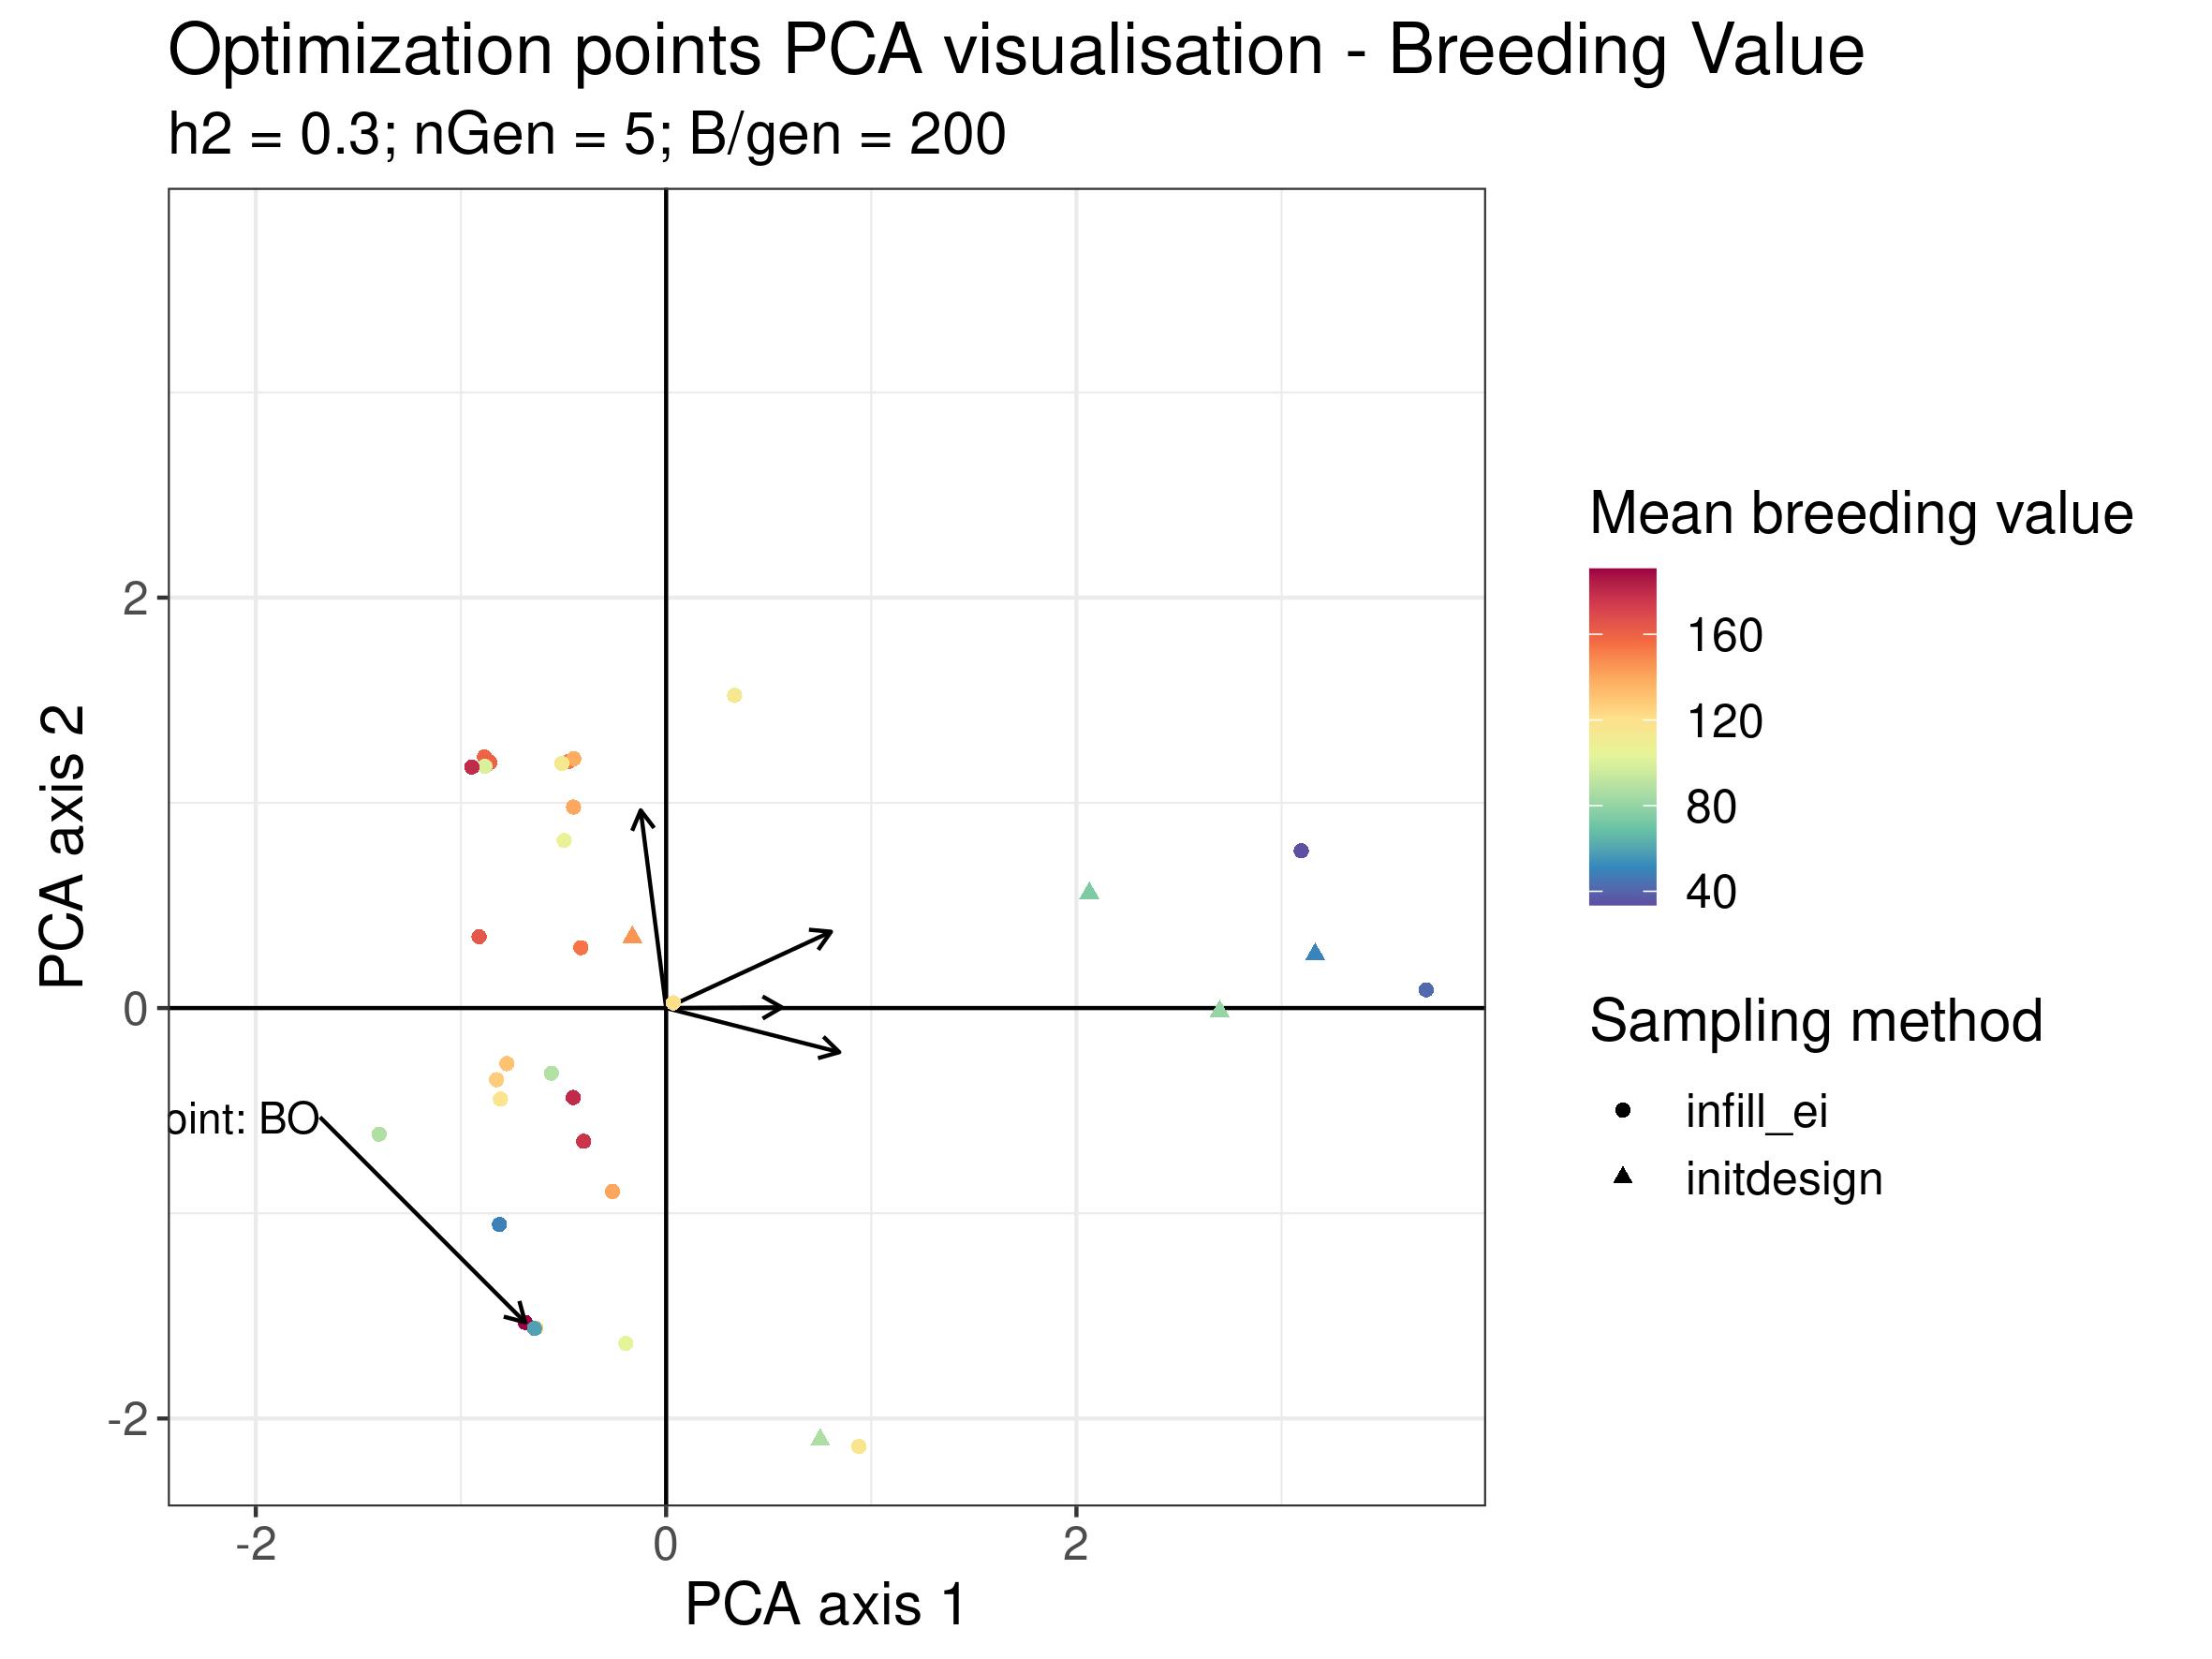 Optimization points PCA visualisation - Breeding Value
h2 = 0.3; nGen = 5; B/gen = 200
PCA axis 2
2
0
-2
oint: BO
-2
0
2
PCA axis 1
Mean breeding value
160
120
80
40
Sampling method
infill_ei
initdesign